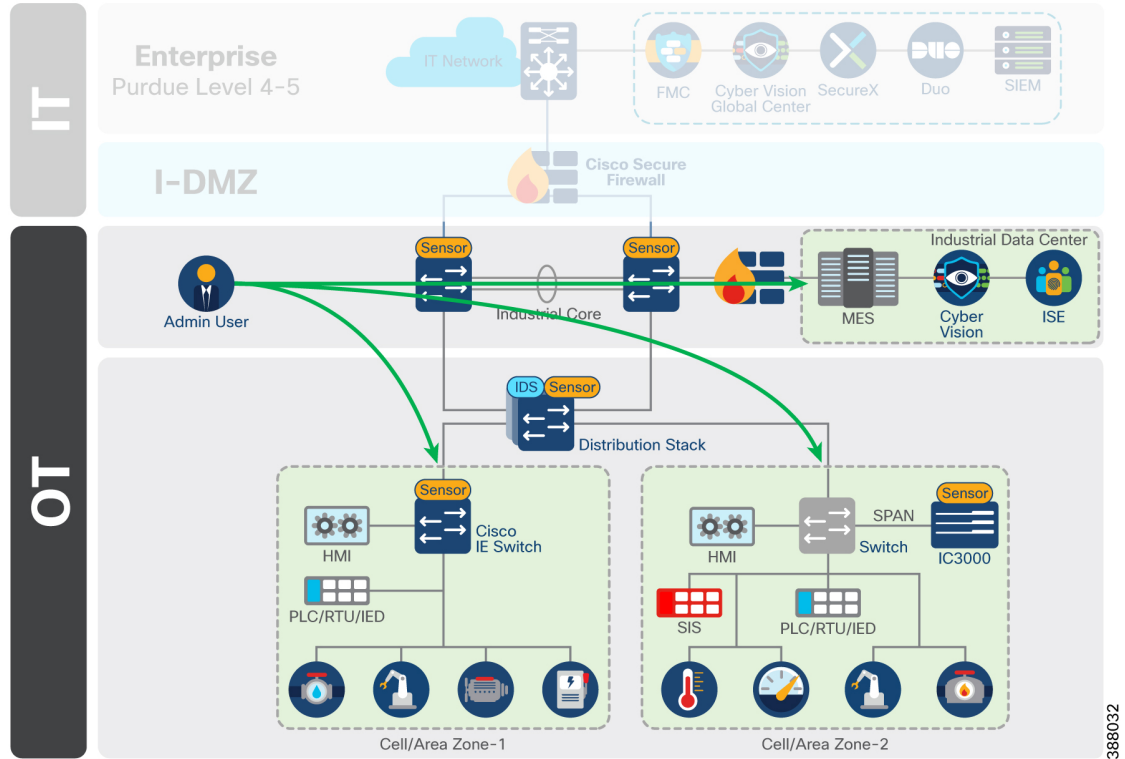 IT
Enterprise
Purdue Level 4-5
IT Network
FMC
Cyber Vision
Global Center
SecureX
DUO
Duo
SIEM
I-DMZ
Cisco Secure
Firewall
OT
Admin User
Sensor
Sensor
Industrial Core
Industrial Data Center
MES
Cyber
Vision
ISE
IDS
Sensor
Distribution Stack
Sensor
HMI
Cisco
IE Switch
PLC/RTU/IED
Cell/Area Zone-1
HMI
Switch
SPAN
Sensor
IC3000
SIS
PLC/RTU/IED
Cell/Area Zone-2
388032